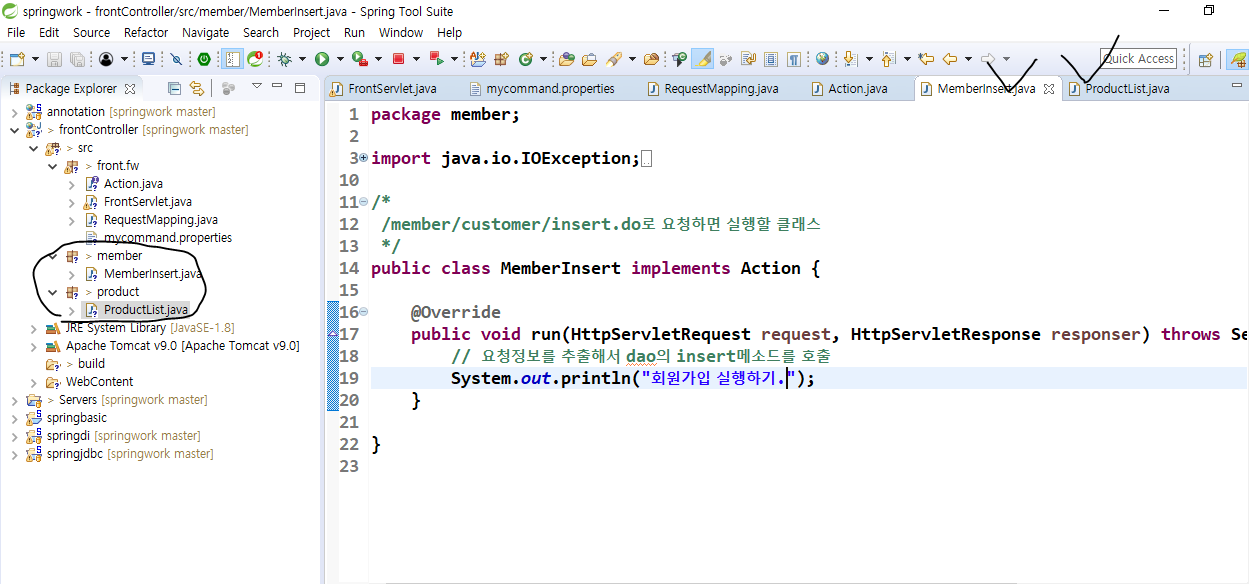 springwork - frontController/src/member/MemberInsert.java - Spring Tool Suite
File Edit Source Refactor Navigate Search Project Run Window Help
Quick Access
Package Explorer
FrontServlet.java mycommand.properties RequestMapping.java Action.java MemberInsert.java ProductList.java
annotation [springwork master]
> frontController [springwork master]
> src
> front.fw
Action.java
FrontServlet.java
RequestMapping.java
mycommand.properties
> member
MemberInsert.java
> product
ProductList.java
JRE System Library [JavaSE-1.8]
Apache Tomcat v9.0 [Apache Tomcat v9.0]
> build
WebContent
> Servers [springwork master]
springbasic
springdi [springwork master]
springjdbc [springwork master]
1 package member;
2
3 import java.io.IOException;
10
11 /*
12 /member/customer/insert.do로 요청하면 실행할 클래스
13 */
14 public class MemberInsert implements Action {
15
16 @Override
17 public void run(HttpServletRequest request, HttpServletResponse responser) throws Se
18 // 요청정보를 추출해서 dao의 insert메소드를 호출
19 System.out.println("회원가입 실행하기.");
20 }
21
22 }
23